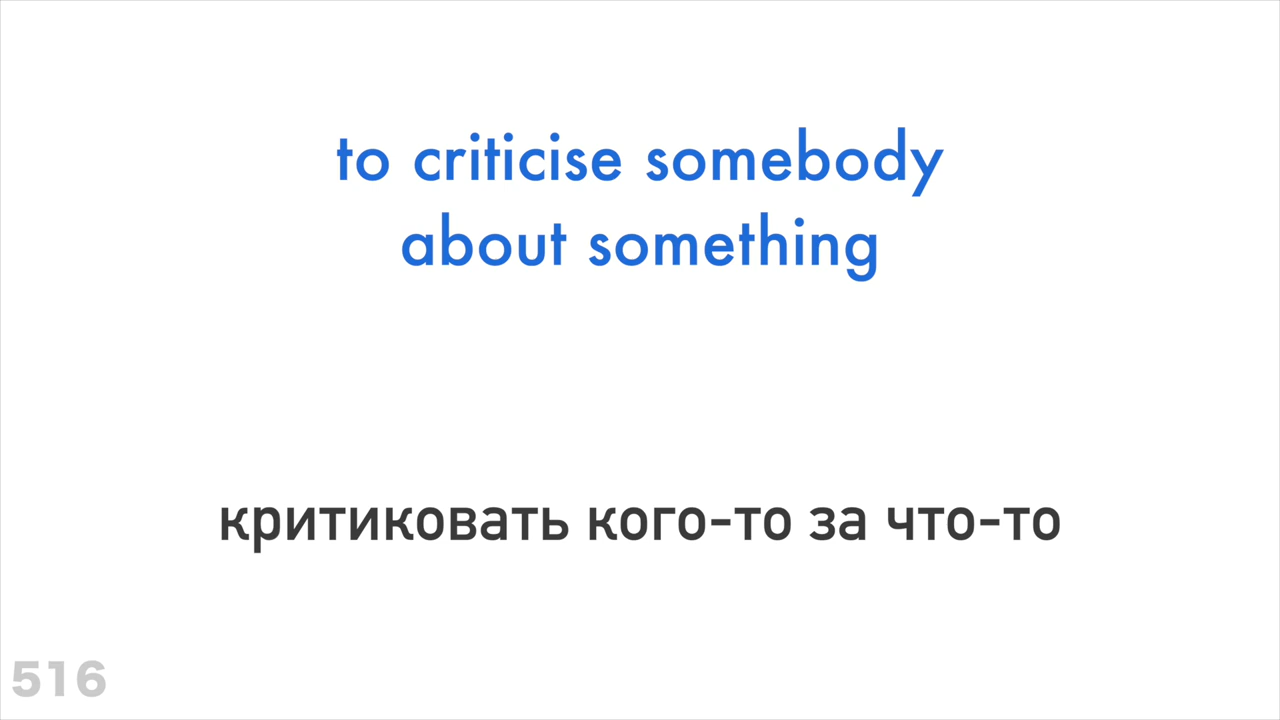 to criticise somebody
about something
критиковать кого-то за что-то
516